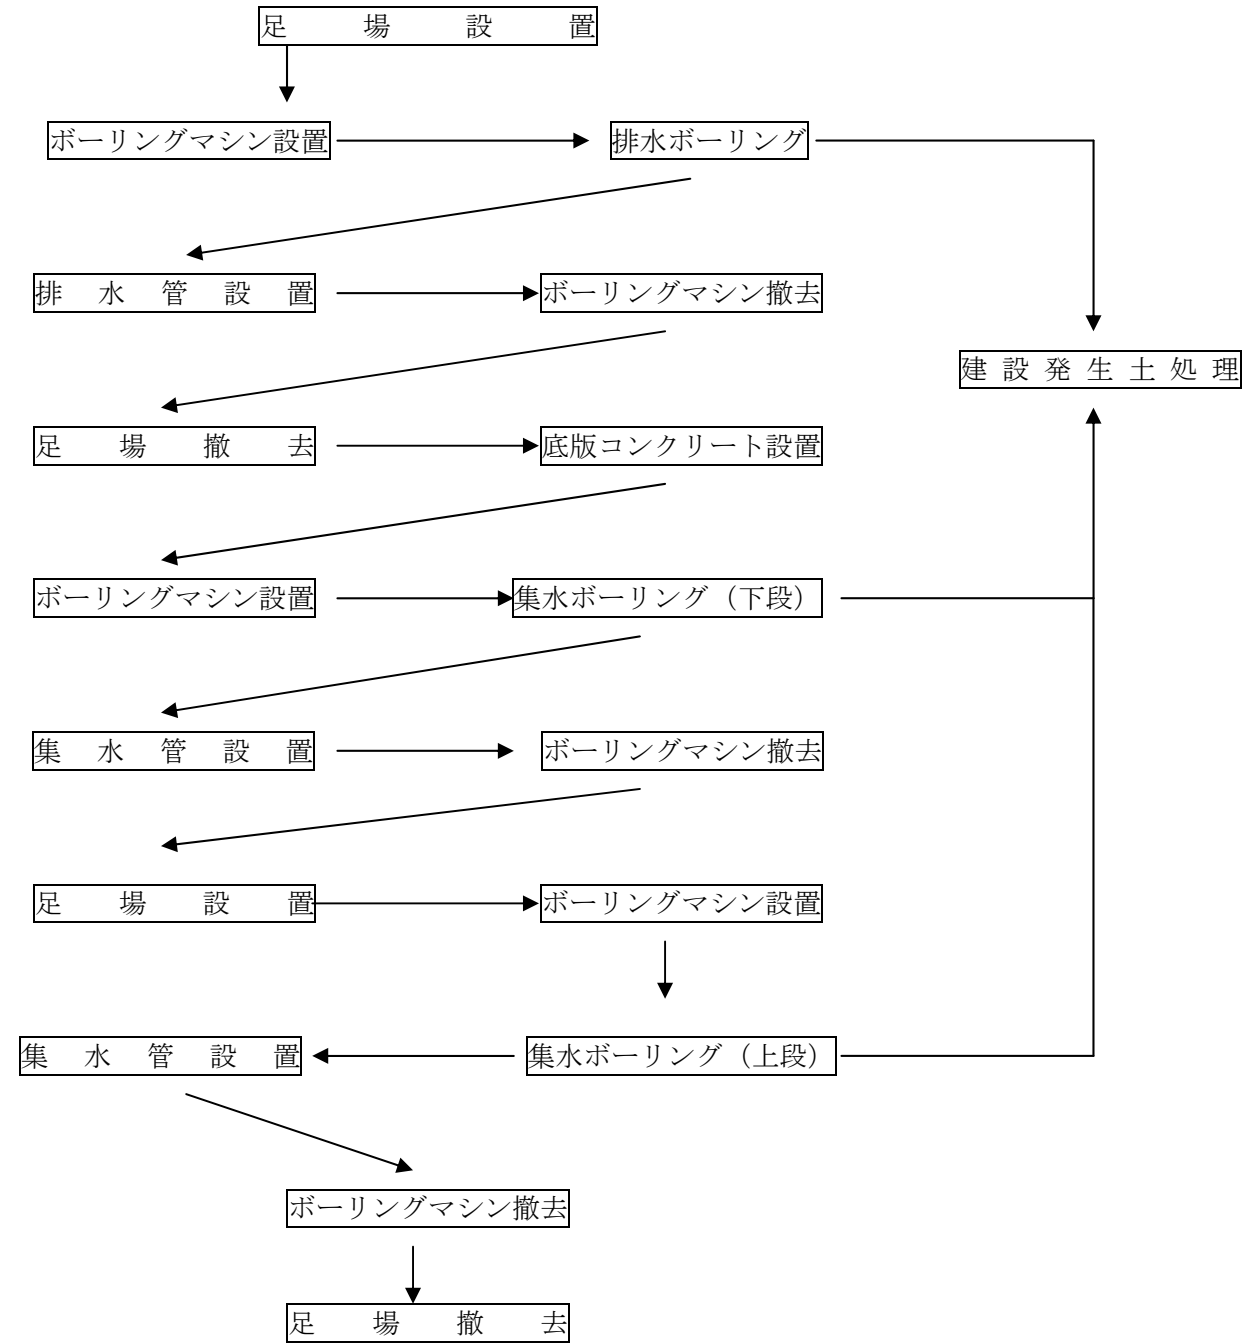 足場設置
ボーリングマシン設置
排水ボーリング
排水管設置
ボーリングマシン撤去
建設発生土処理
足場撤去
底版コンクリート設置
ボーリングマシン設置
集水ボーリング（下段）
集水管設置
ボーリングマシン撤去
足場設置
ボーリングマシン設置
集水管設置
集水ボーリング（上段）
ボーリングマシン撤去
足場撤去